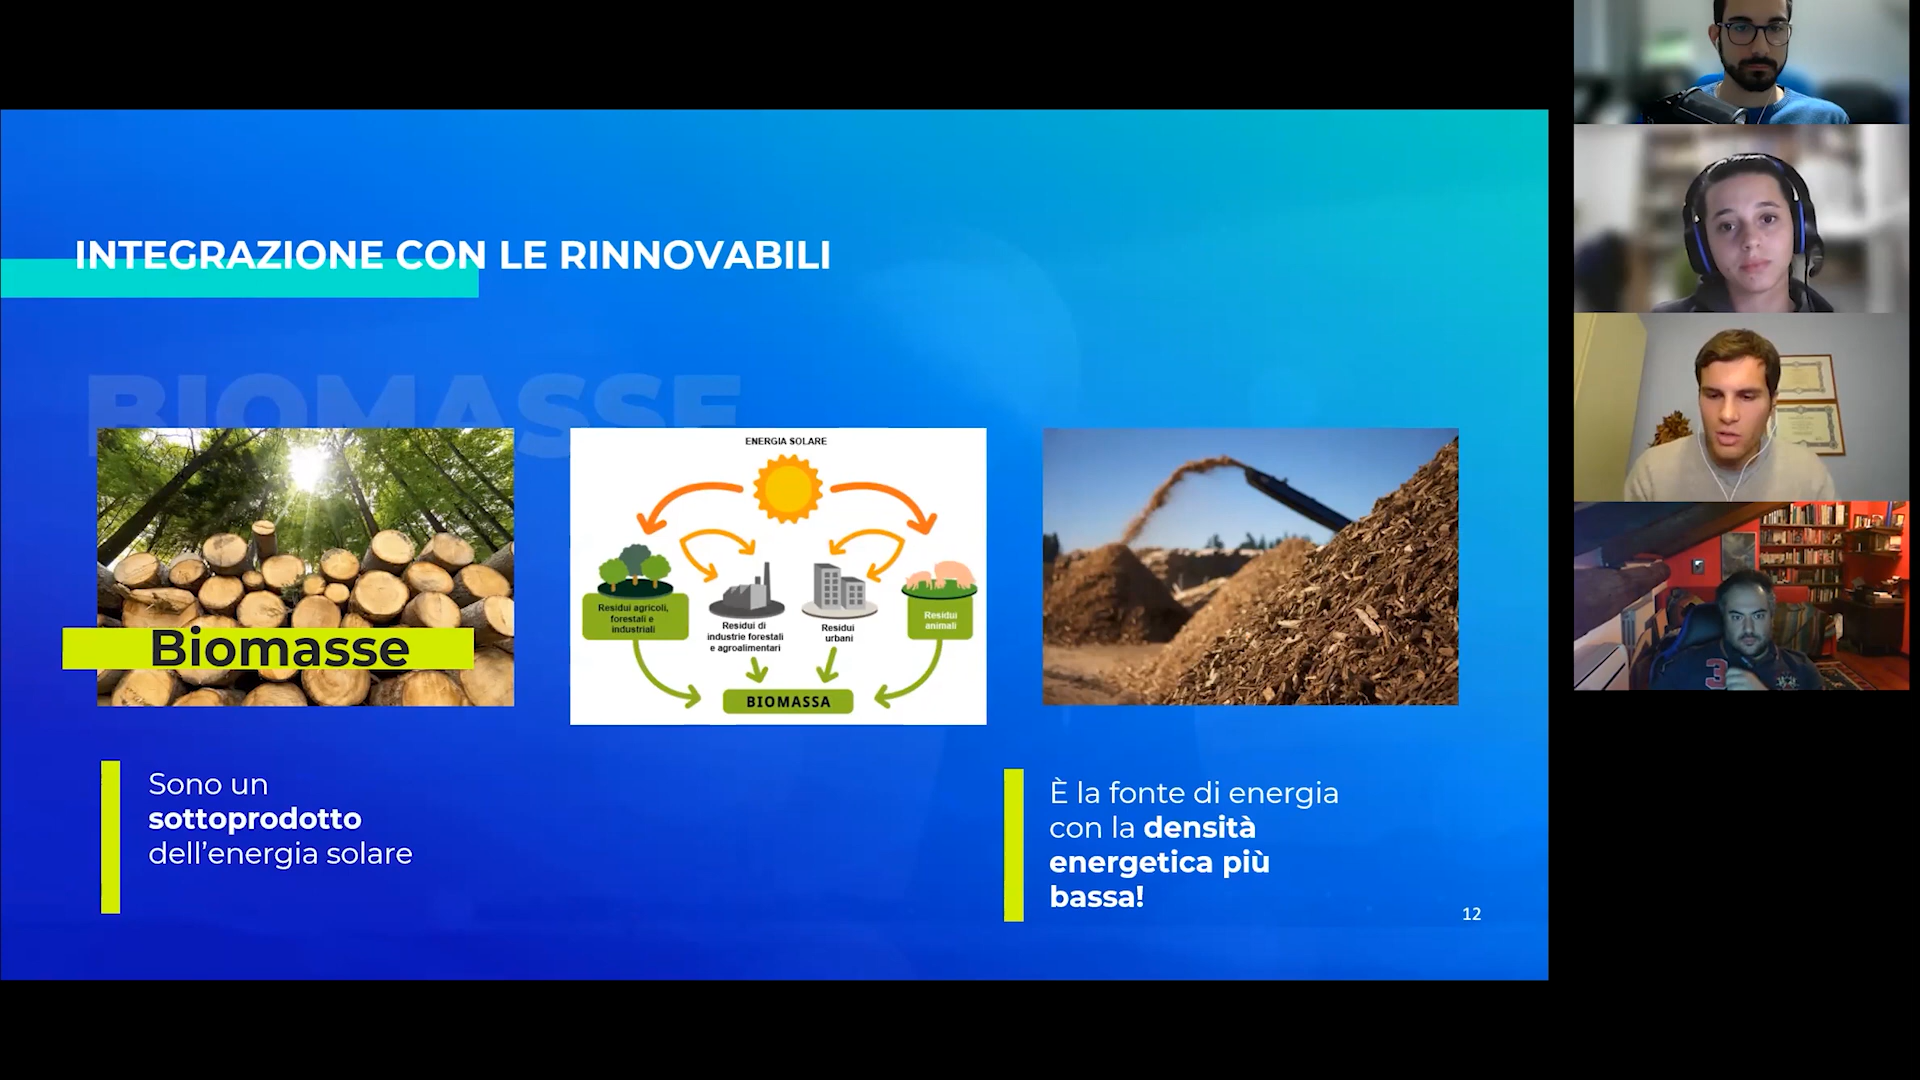 INTEGRAZIONE CON LE RINNOVABILI
BIOMASSE
Biomasse
ENERGIA SOLARE
Residui agricoli,
forestali e
industriali
Residui di
industrie forestali
e agroalimentari
Residui
urbani
Residui
animali
BIOMASSA
Sono un
sottoprodotto
dell’energia solare
È la fonte di energia
con la densità
energetica più
bassa!
12
3